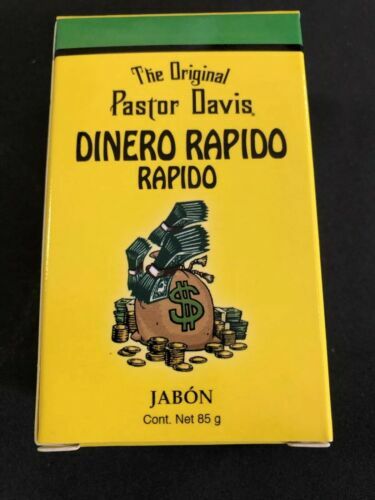 The Original
Pastor Davis
DINERO RAPIDO
RAPIDO
$
JABÓN
Cont. Net 85 g